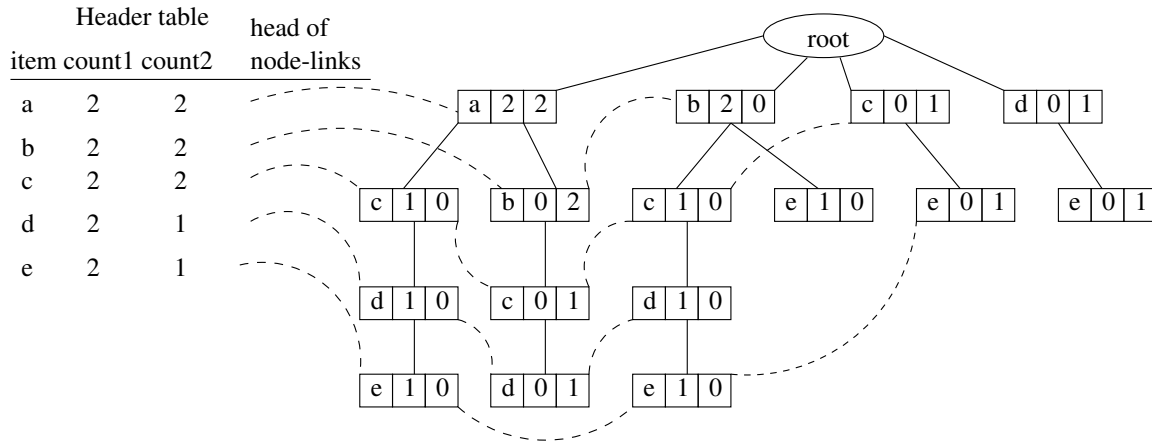 Header table
head of
node-links
item count1 count2
a 2 2
b 2 2
c 2 2
d 2 1
e 2 1
root
a 2 2
b 2 0
c 0 1
d 0 1
c 1 0
b 0 2
c 1 0
e 1 0
e 0 1
e 0 1
d 1 0
c 0 1
d 1 0
e 1 0
d 0 1
e 1 0